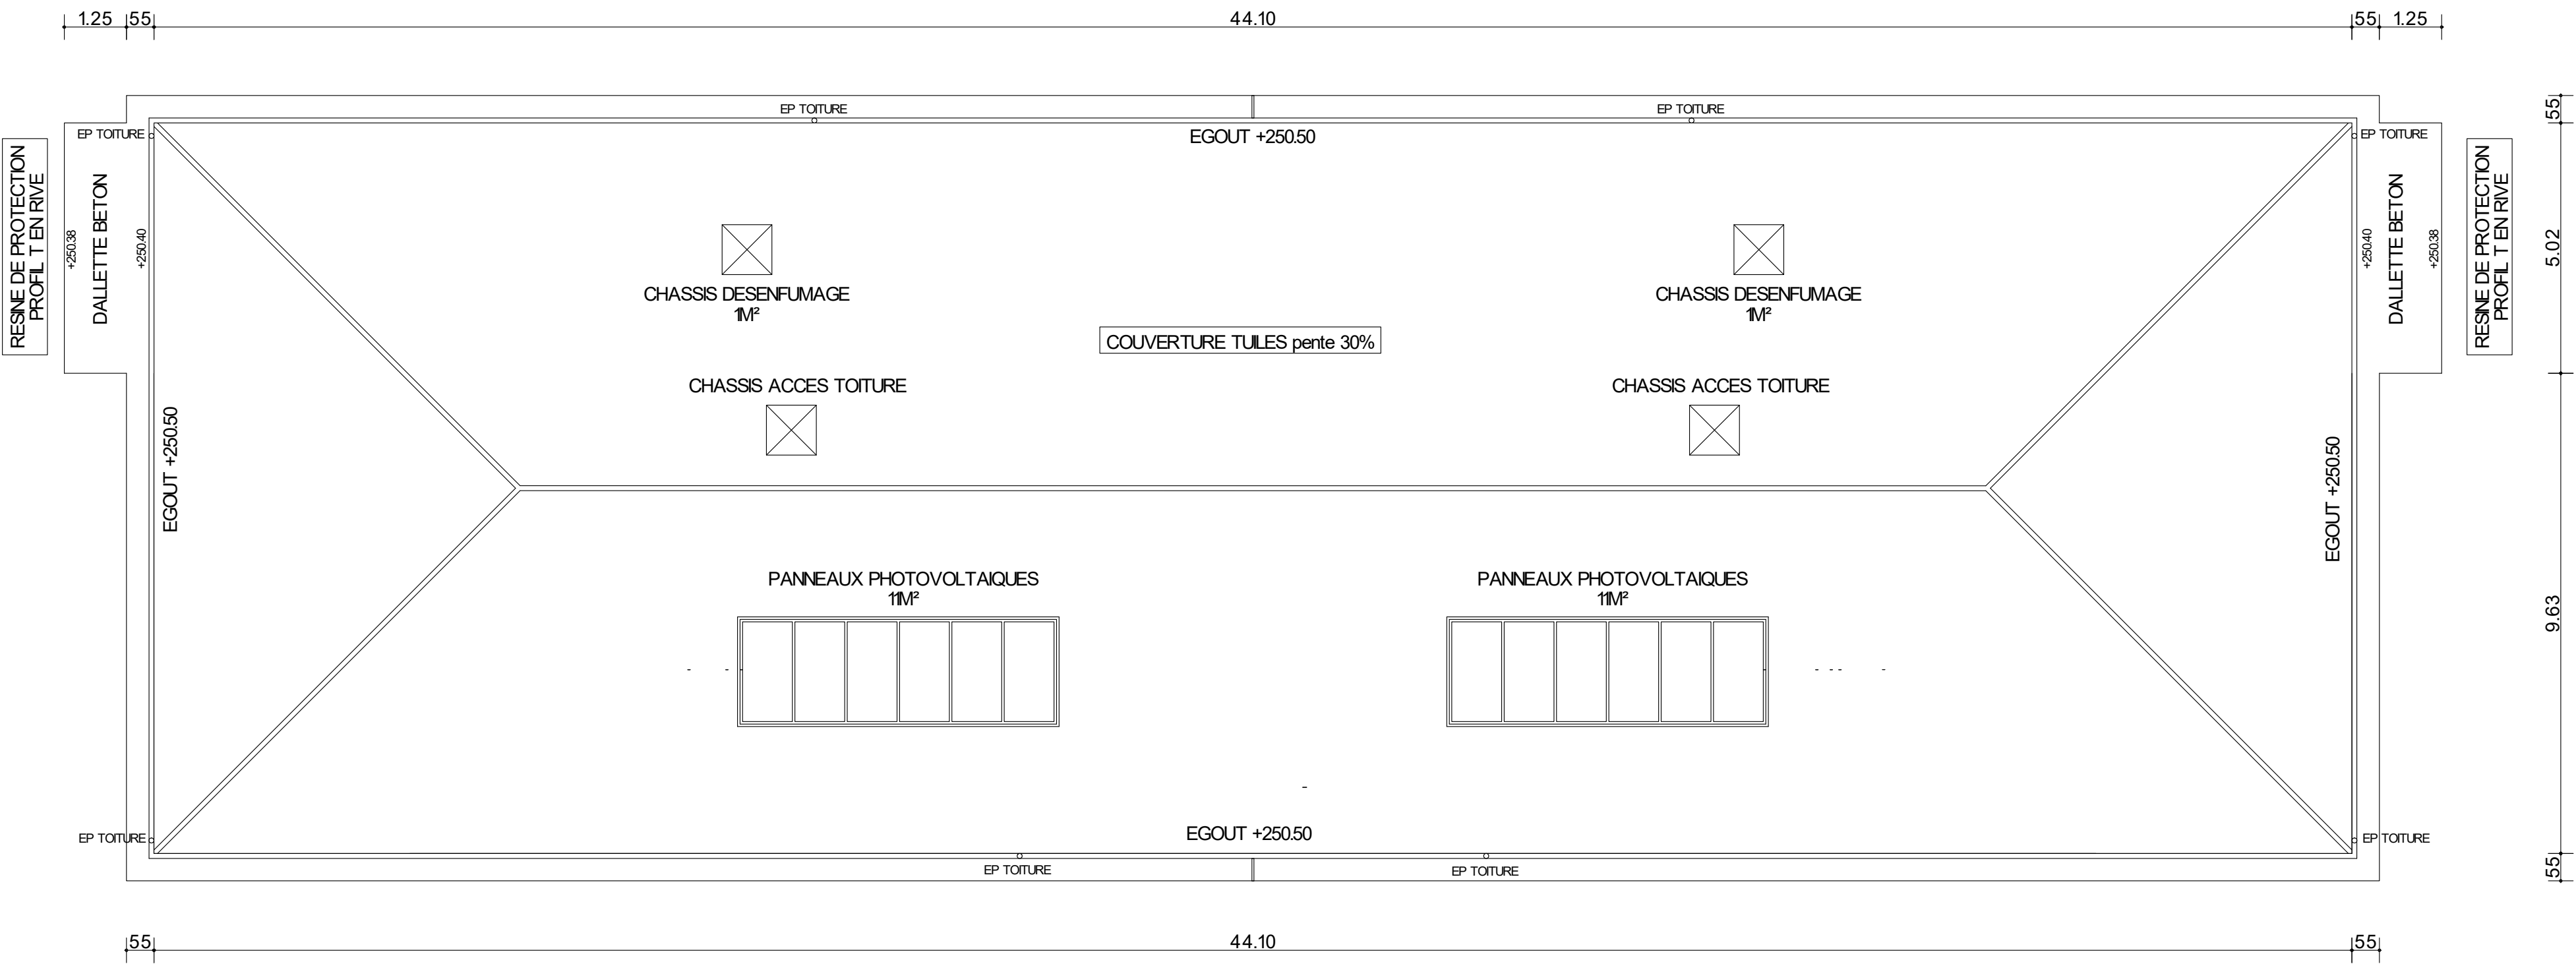 1.25
55
44.10
55
1.25
EP TOITURE
EP TOITURE
EGOUT +250.50
EP TOITURE
EP TOITURE
55
RESINE DE PROTECTION
PROFIL T EN RIVE
+250.38
DALLETTE BETON
+250.40
+250.40
DALLETTE BETON
+250.38
RESINE DE PROTECTION
PROFIL T EN RIVE
5.02
CHASSIS DESENFUMAGE
1M²
CHASSIS DESENFUMAGE
1M²
COUVERTURE TUILES pente 30%
CHASSIS ACCES TOITURE
CHASSIS ACCES TOITURE
EGOUT +250.50
EGOUT +250.50
PANNEAUX PHOTOVOLTAIQUES
11M²
PANNEAUX PHOTOVOLTAIQUES
11M²
9.63
EGOUT +250.50
EP TOITURE
EP TOITURE
EP TOITURE
EP TOITURE
55
55
44.10
55